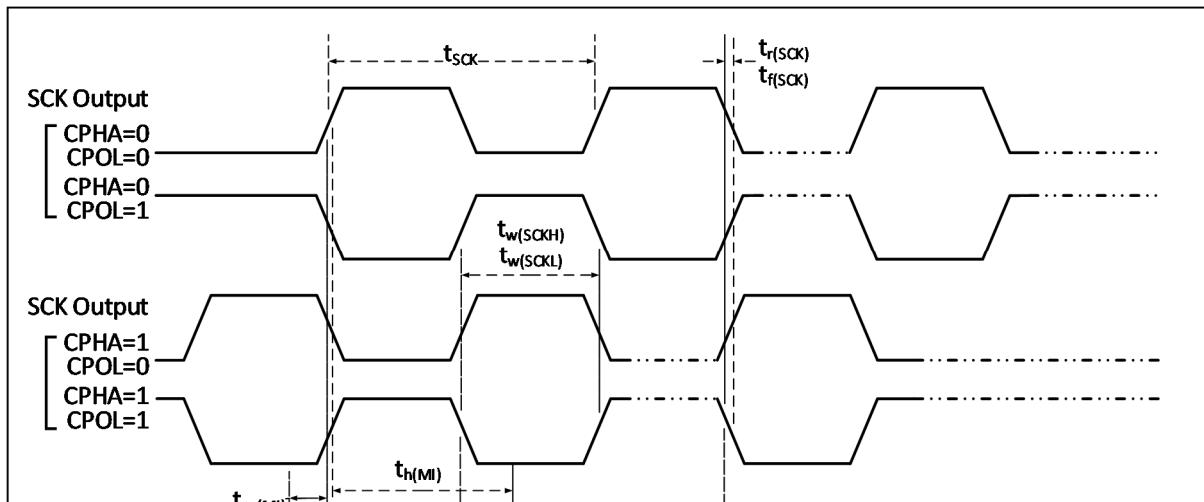 tSCK
tr(SCK)
tf(SCK)
SCK Output
CPHA=0
CPOL=0
CPHA=0
CPOL=1
tw(SCKH)
tw(SCKL)
SCK Output
CPHA=1
CPOL=0
CPHA=1
CPOL=1
th(MI)